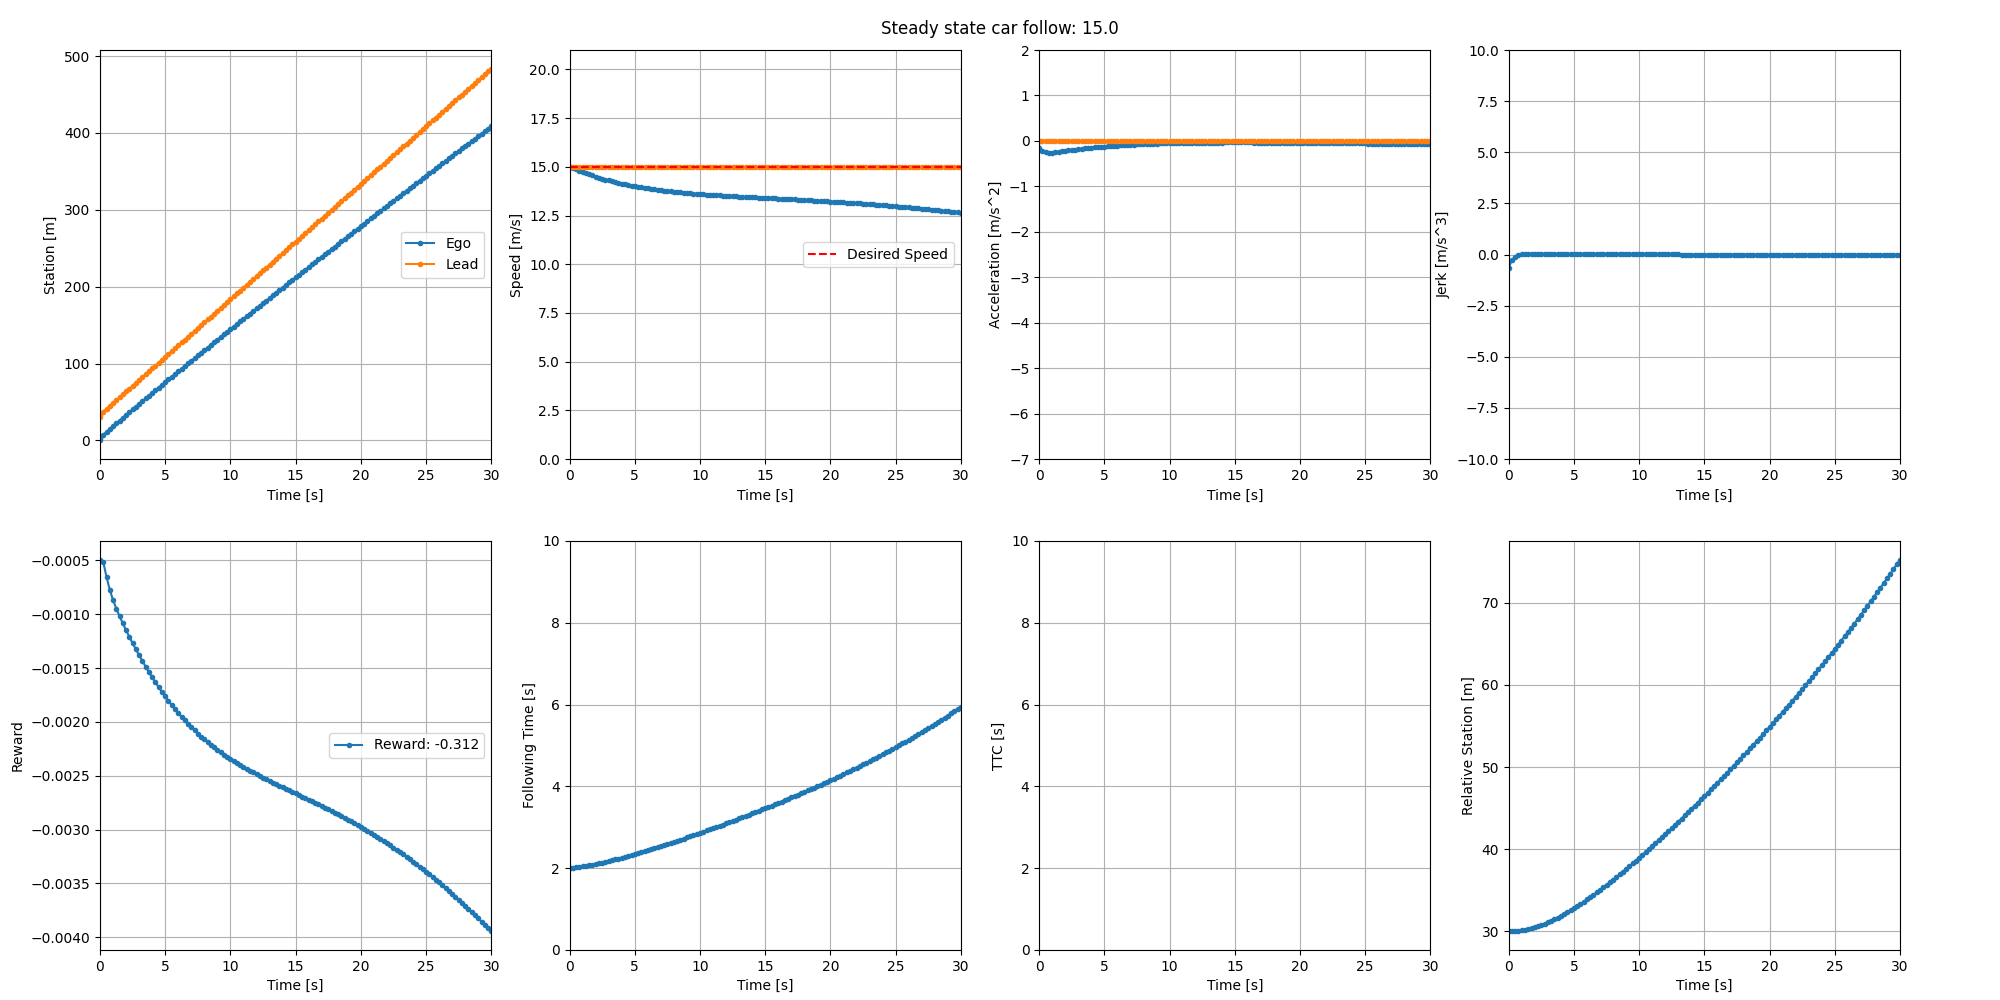 Steady state car follow: 15.0
Station [m]
500
400
300
200
100
0
Ego
Lead
0 5 10 15 20 25 30
Time [s]
Speed [m/s]
20.0
17.5
15.0
12.5
10.0
7.5
5.0
2.5
0.0
Desired Speed
0 5 10 15 20 25 30
Time [s]
Acceleration [m/s^2]
2
1
0
−1
−2
−3
−4
−5
−6
−7
0 5 10 15 20 25 30
Time [s]
Jerk [m/s^3]
10.0
7.5
5.0
2.5
0.0
−2.5
−5.0
−7.5
−10.0
0 5 10 15 20 25 30
Time [s]
Reward
−0.0005
−0.0010
−0.0015
−0.0020
−0.0025
−0.0030
−0.0035
−0.0040
Reward: -0.312
0 5 10 15 20 25 30
Time [s]
Following Time [s]
10
8
6
4
2
0
0 5 10 15 20 25 30
Time [s]
TTC [s]
10
8
6
4
2
0
0 5 10 15 20 25 30
Time [s]
Relative Station [m]
70
60
50
40
30
0 5 10 15 20 25 30
Time [s]